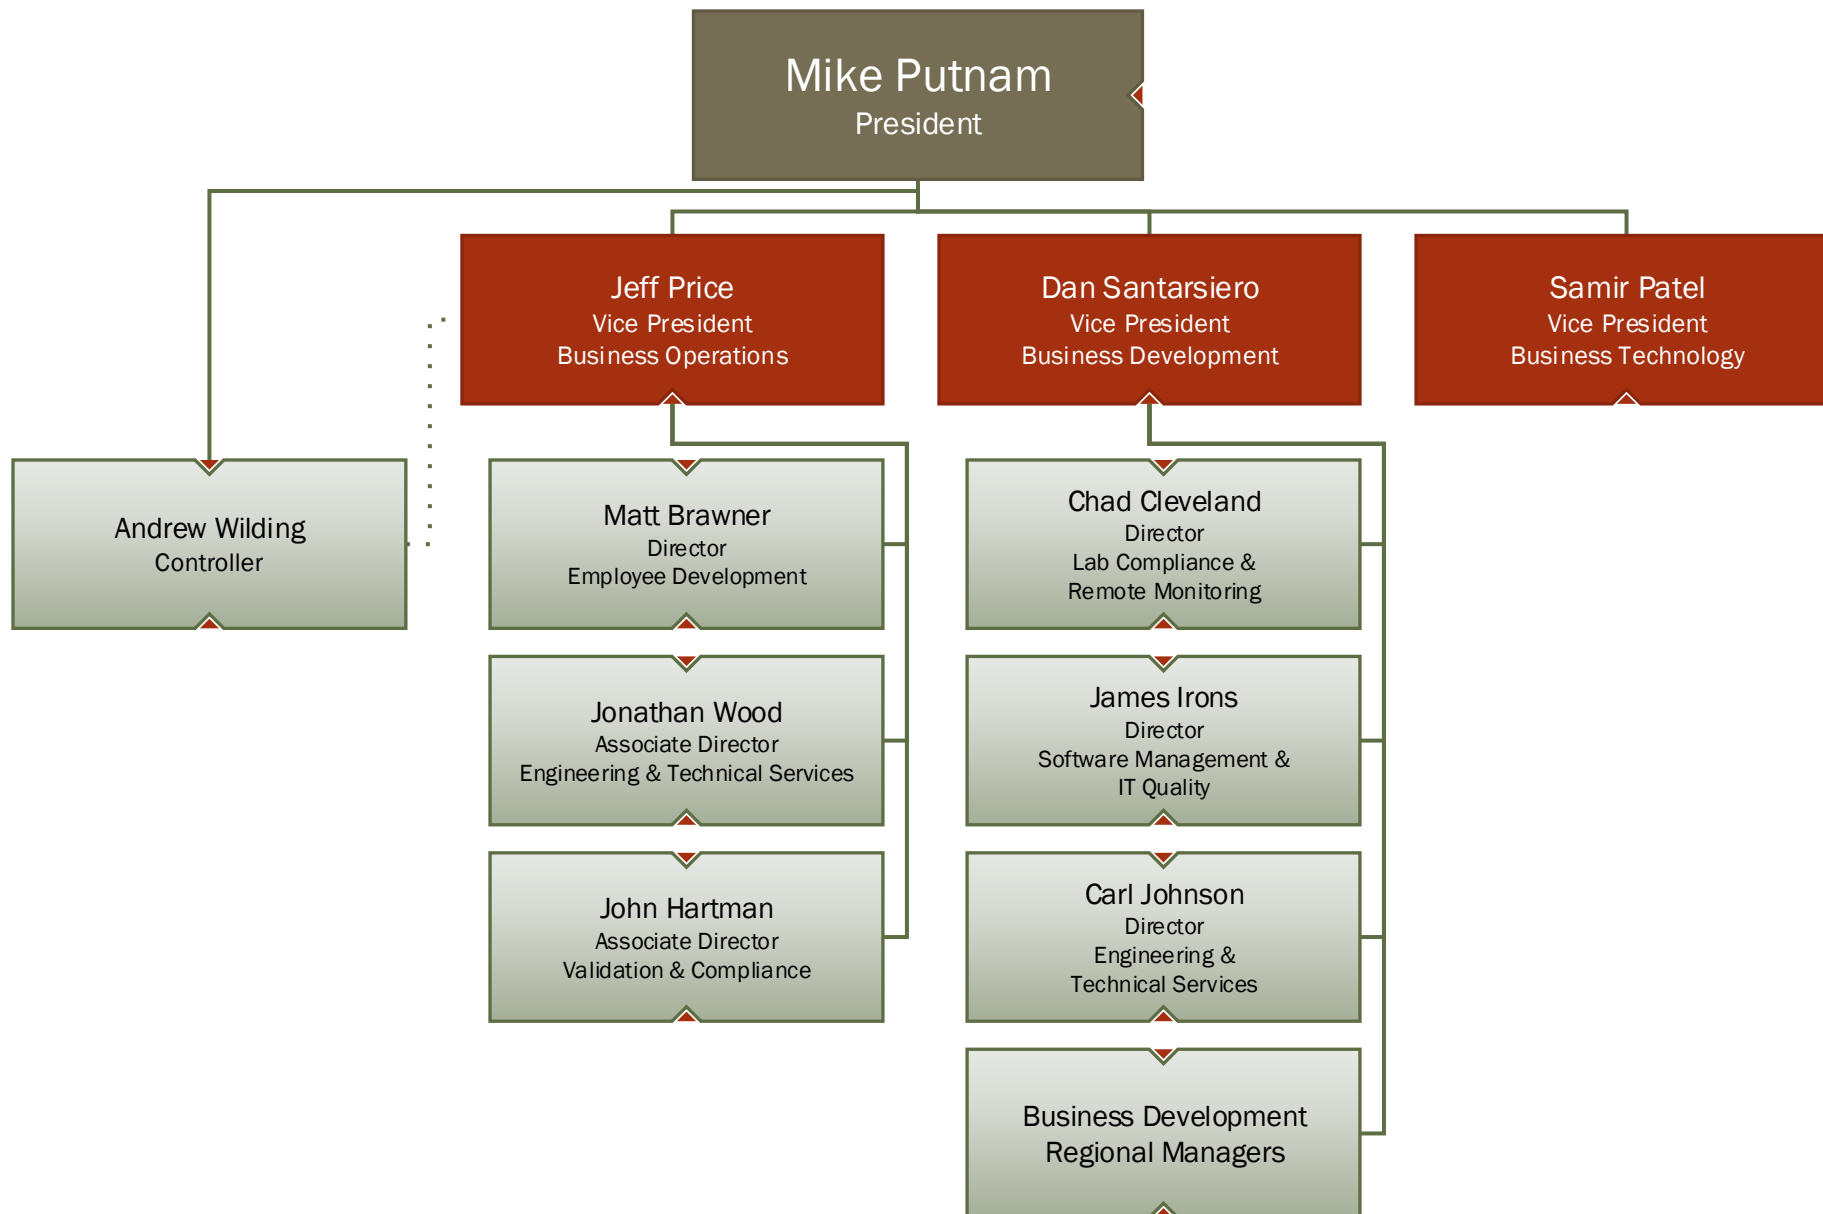 Mike Putnam
President
Jeff Price
Vice President
Business Operations
Dan Santarsiero
Vice President
Business Development
Samir Patel
Vice President
Business Technology
Andrew Wilding
Controller
Matt Brawner
Director
Employee Development
Chad Cleveland
Director
Lab Compliance &
Remote Monitoring
Jonathan Wood
Associate Director
Engineering & Technical Services
James Irons
Director
Software Management &
IT Quality
John Hartman
Associate Director
Validation & Compliance
Carl Johnson
Director
Engineering &
Technical Services
Business Development
Regional Managers